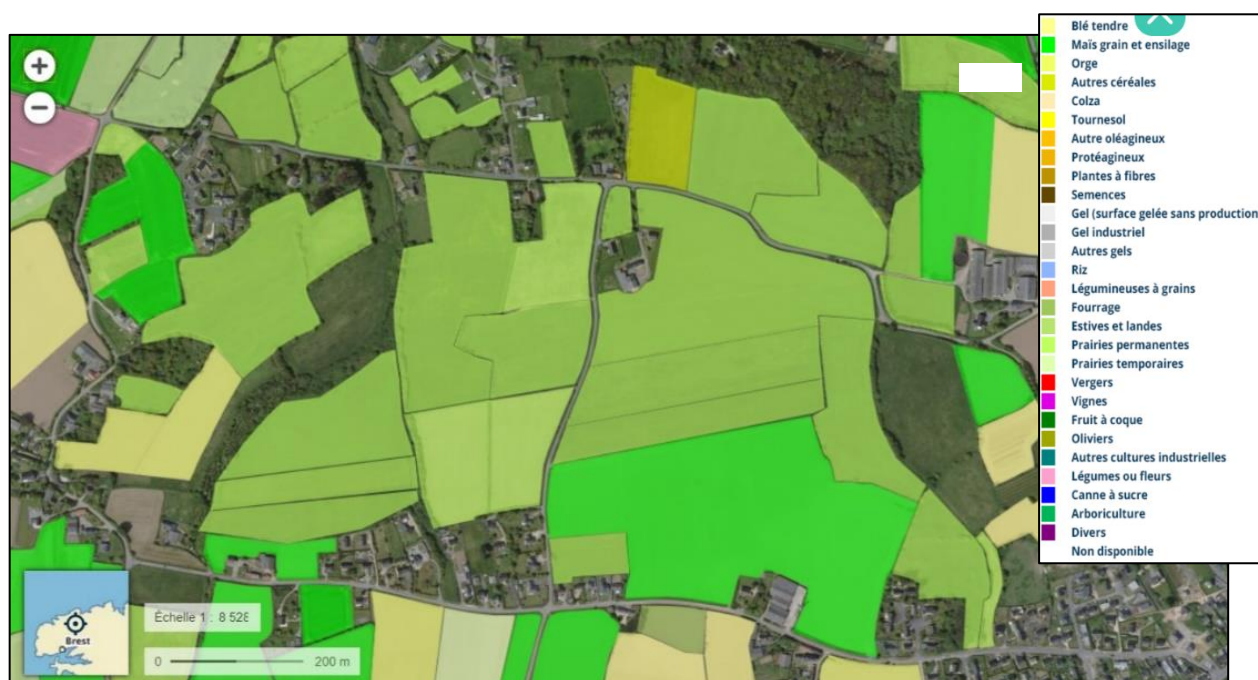 +
−
Blé tendre
Maïs grain et ensilage
Orge
Autres céréales
Colza
Tournesol
Autre oléagineux
Protéagineux
Plantes à fibres
Semences
Gel (surface gelée sans production
Gel industriel
Autres gels
Riz
Légumineuses à grains
Fourrage
Estives et landes
Prairies permanentes
Prairies temporaires
Vergers
Vignes
Fruit à coque
Oliviers
Autres cultures industrielles
Légumes ou fleurs
Canne à sucre
Arboriculture
Divers
Non disponible
Brest
Échelle 1 : 8 528
0 200 m